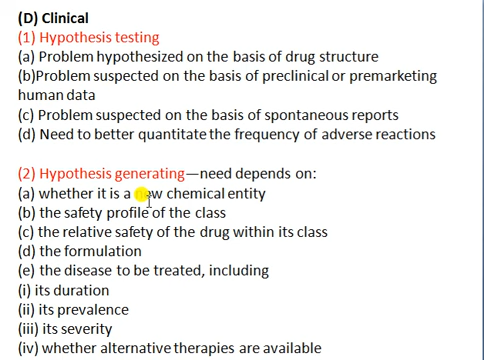 (D) Clinical
(1) Hypothesis testing
(a) Problem hypothesized on the basis of drug structure
(b)Problem suspected on the basis of preclinical or premarketing
human data
(c) Problem suspected on the basis of spontaneous reports
(d) Need to better quantitate the frequency of adverse reactions
(2) Hypothesis generating—need depends on:
(a) whether it is a new chemical entity
(b) the safety profile of the class
(c) the relative safety of the drug within its class
(d) the formulation
(e) the disease to be treated, including
(i) its duration
(ii) its prevalence
(iii) its severity
(iv) whether alternative therapies are available